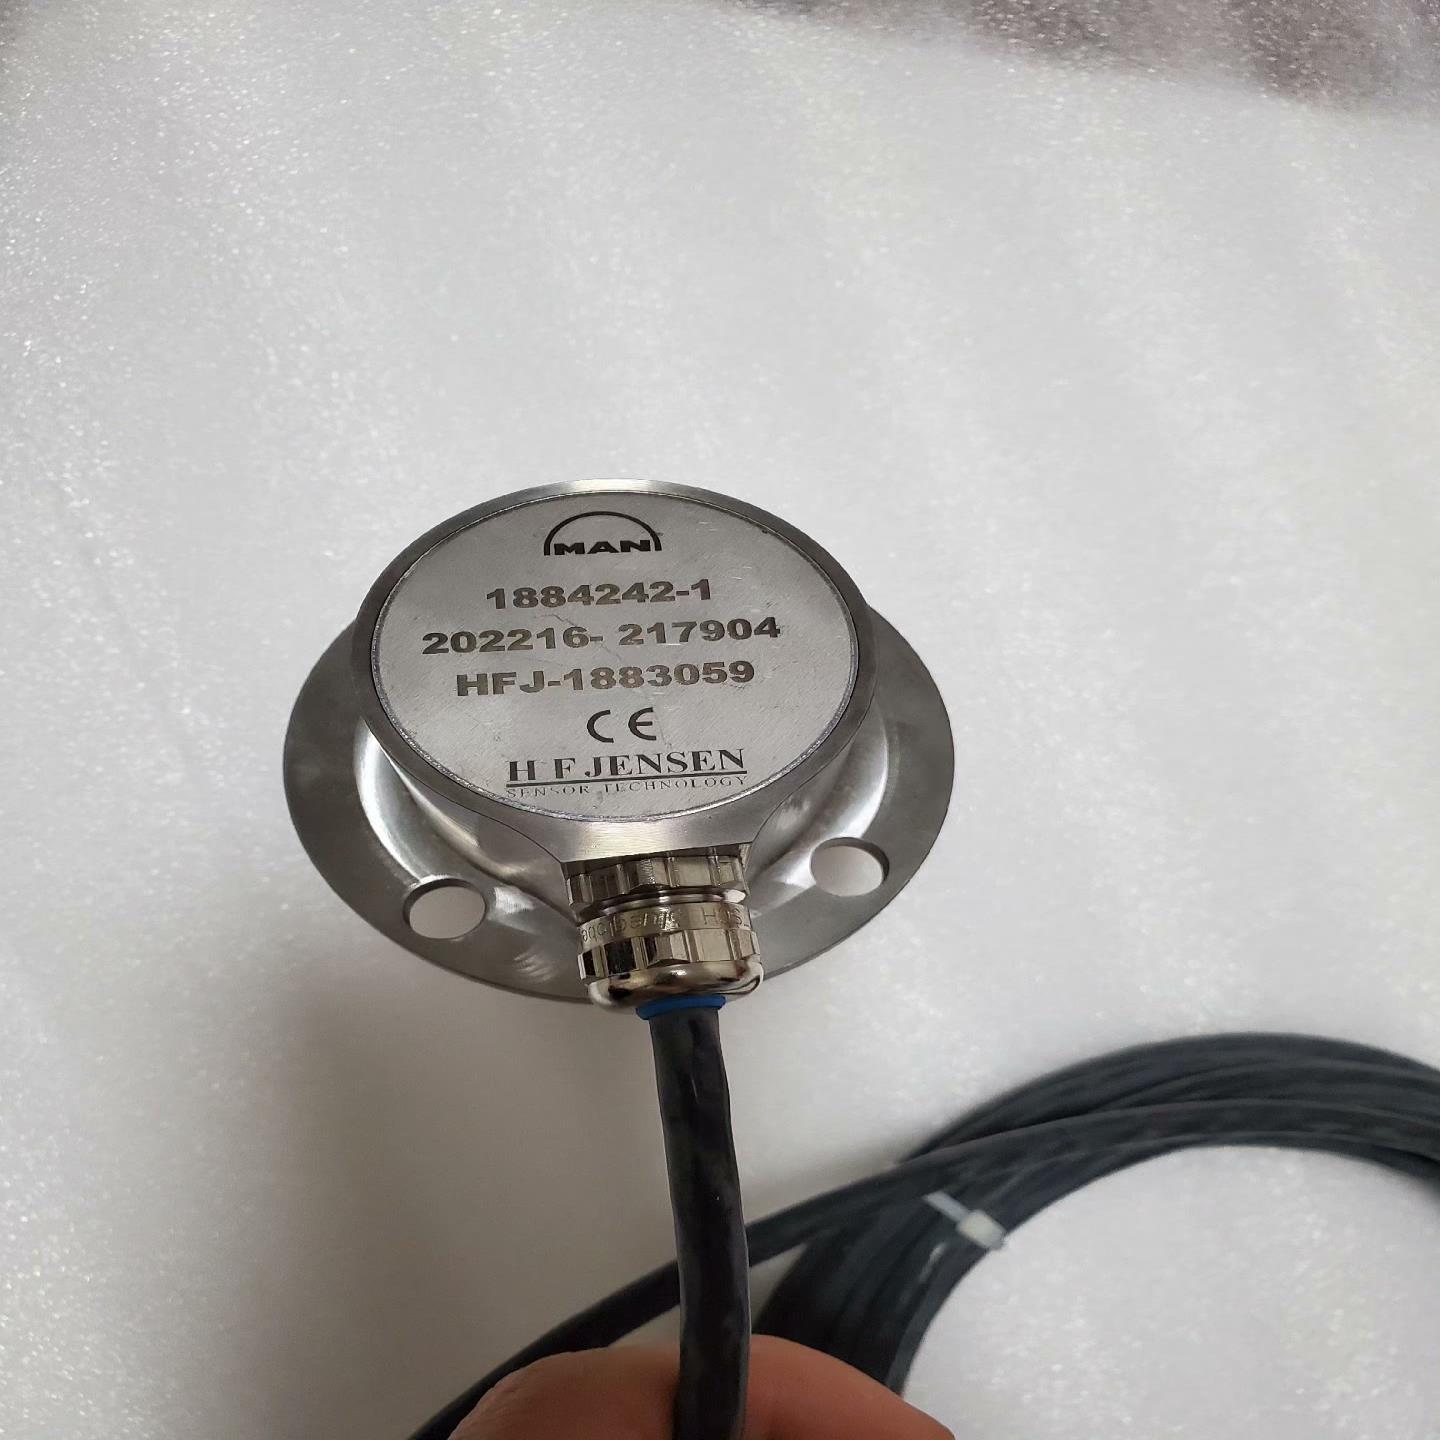 MAN
1884242-1
202216- 217904
HFJ-1883059
CE
H F JENSEN
SENSOR TECHNOLOGY